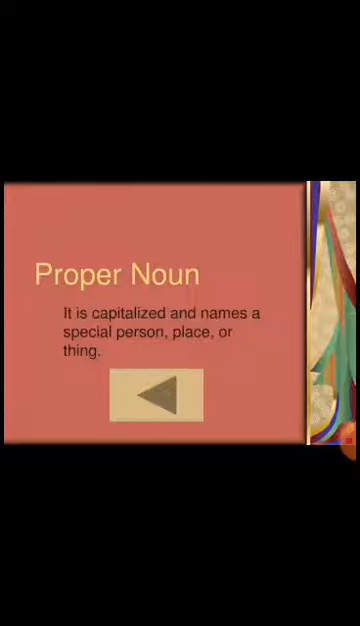 Proper Noun
It is capitalized and names a
special person, place, or
thing.